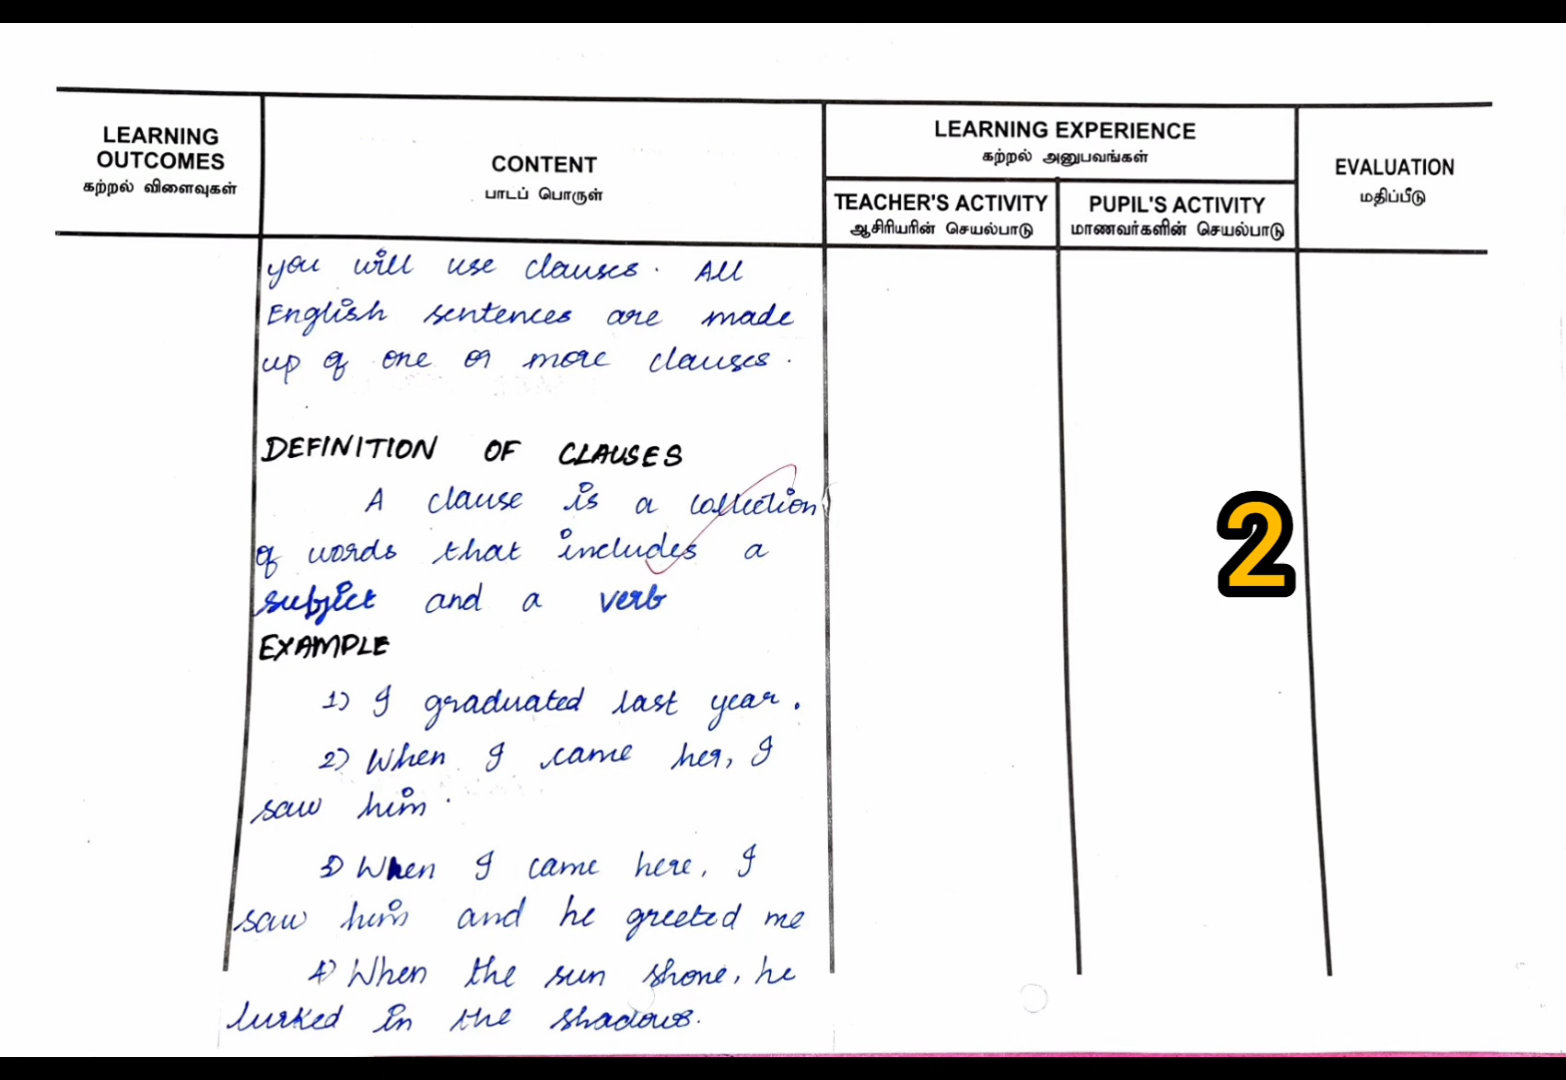 LEARNING
OUTCOMES
கற்றல் விளைவுகள்
CONTENT
பாடப் பொருள்
LEARNING EXPERIENCE
கற்றல் அனுபவங்கள்
TEACHER'S ACTIVITY
ஆசிரியரின் செயல்பாடு
PUPIL'S ACTIVITY
மாணவர்களின் செயல்பாடு
EVALUATION
மதிப்பீடு
you will use clauses. All
English sentences are made
up of one or more clauses.
DEFINITION OF CLAUSES
A clause is a collection
of words that includes a
subject and a verb
EXAMPLE
1) I graduated last year.
2) When I came her, I
saw him.
3) When I came here, I
saw him and he greeted me
4) When the sun shone, he
lurked in the shadows.
2